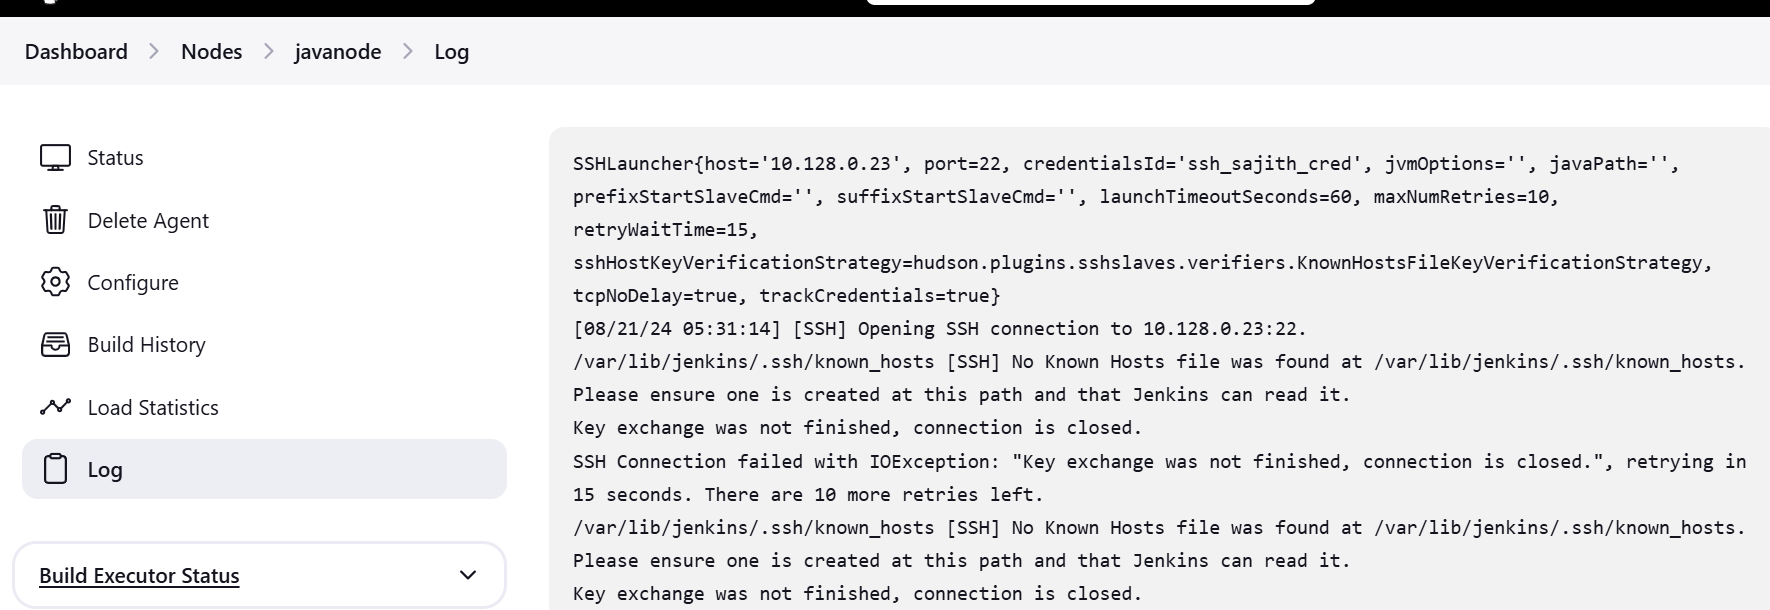 Dashboard > Nodes > javanode > Log
Status
Delete Agent
Configure
Build History
Load Statistics
Log
Build Executor Status
SSHLauncher{host='10.128.0.23', port=22, credentialsId='ssh_sajith_cred', jvmOptions='', javaPath='',
prefixStartSlaveCmd='', suffixStartSlaveCmd='', launchTimeoutSeconds=60, maxNumRetries=10,
retryWaitTime=15,
sshHostKeyVerificationStrategy=hudson.plugins.sshslaves.verifiers.KnownHostsFileKeyVerificationStrategy,
tcpNoDelay=true, trackCredentials=true}
[08/21/24 05:31:14] [SSH] Opening SSH connection to 10.128.0.23:22.
/var/lib/jenkins/.ssh/known_hosts [SSH] No Known Hosts file was found at /var/lib/jenkins/.ssh/known_hosts.
Please ensure one is created at this path and that Jenkins can read it.
Key exchange was not finished, connection is closed.
SSH Connection failed with IOException: "Key exchange was not finished, connection is closed.", retrying in
15 seconds. There are 10 more retries left.
/var/lib/jenkins/.ssh/known_hosts [SSH] No Known Hosts file was found at /var/lib/jenkins/.ssh/known_hosts.
Please ensure one is created at this path and that Jenkins can read it.
Key exchange was not finished, connection is closed.